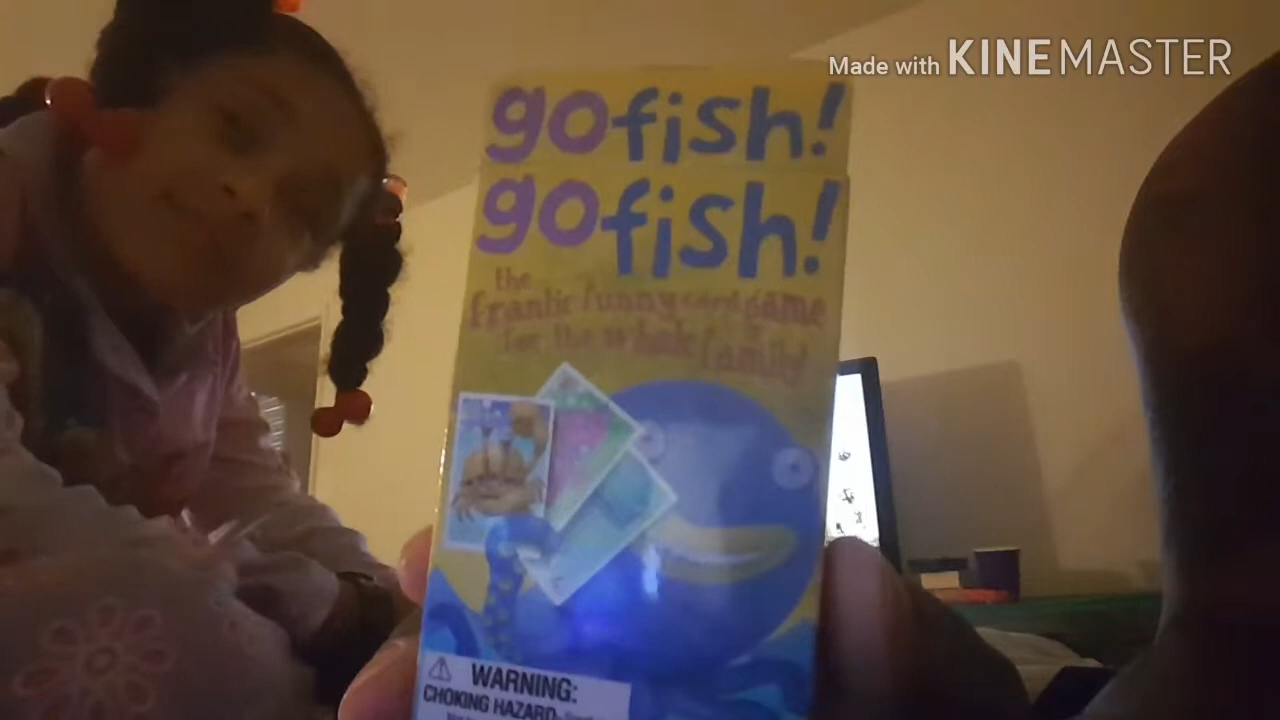 Made with KINEMASTER
go fish!
go fish!
the
frantic funny card game
for the whole family!
WARNING:
CHOKING HAZARD